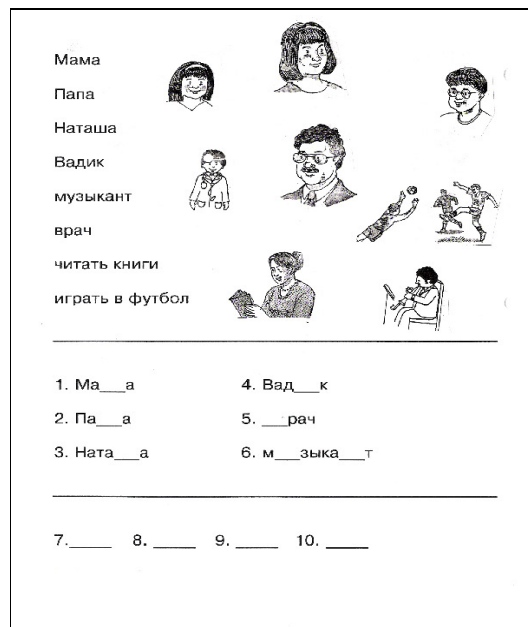 Мама
Папа
Наташа
Вадик
музыкант
врач
читать книги
играть в футбол
1. Ма___а 4. Вад___к
2. Па___а 5. ___рач
3. Ната___а 6. м___зыка___т
7._____ 8. _____ 9. _____ 10. _____